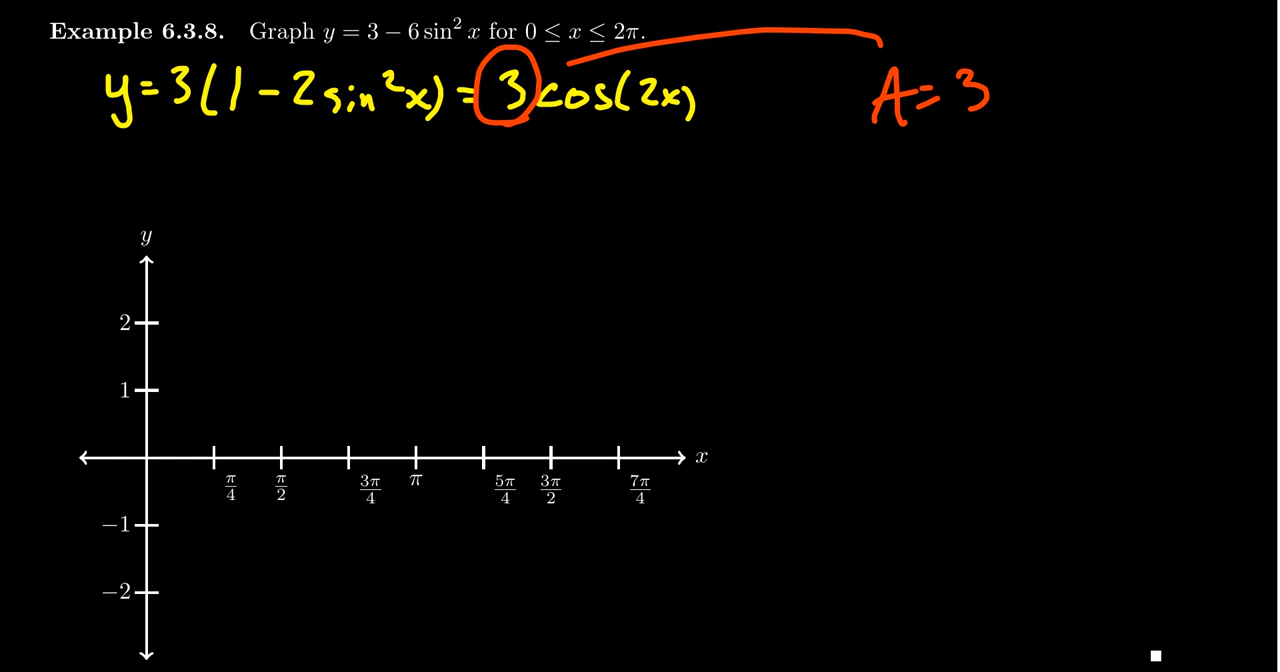 Example 6.3.8. Graph y = 3 − 6 sin² x for 0 ≤ x ≤ 2π.
y = 3(1 − 2 sin² x) = 3 cos(2x) A = 3
y
2
1
x
π/4 π/2 3π/4 π 5π/4 3π/2 7π/4
−1
−2